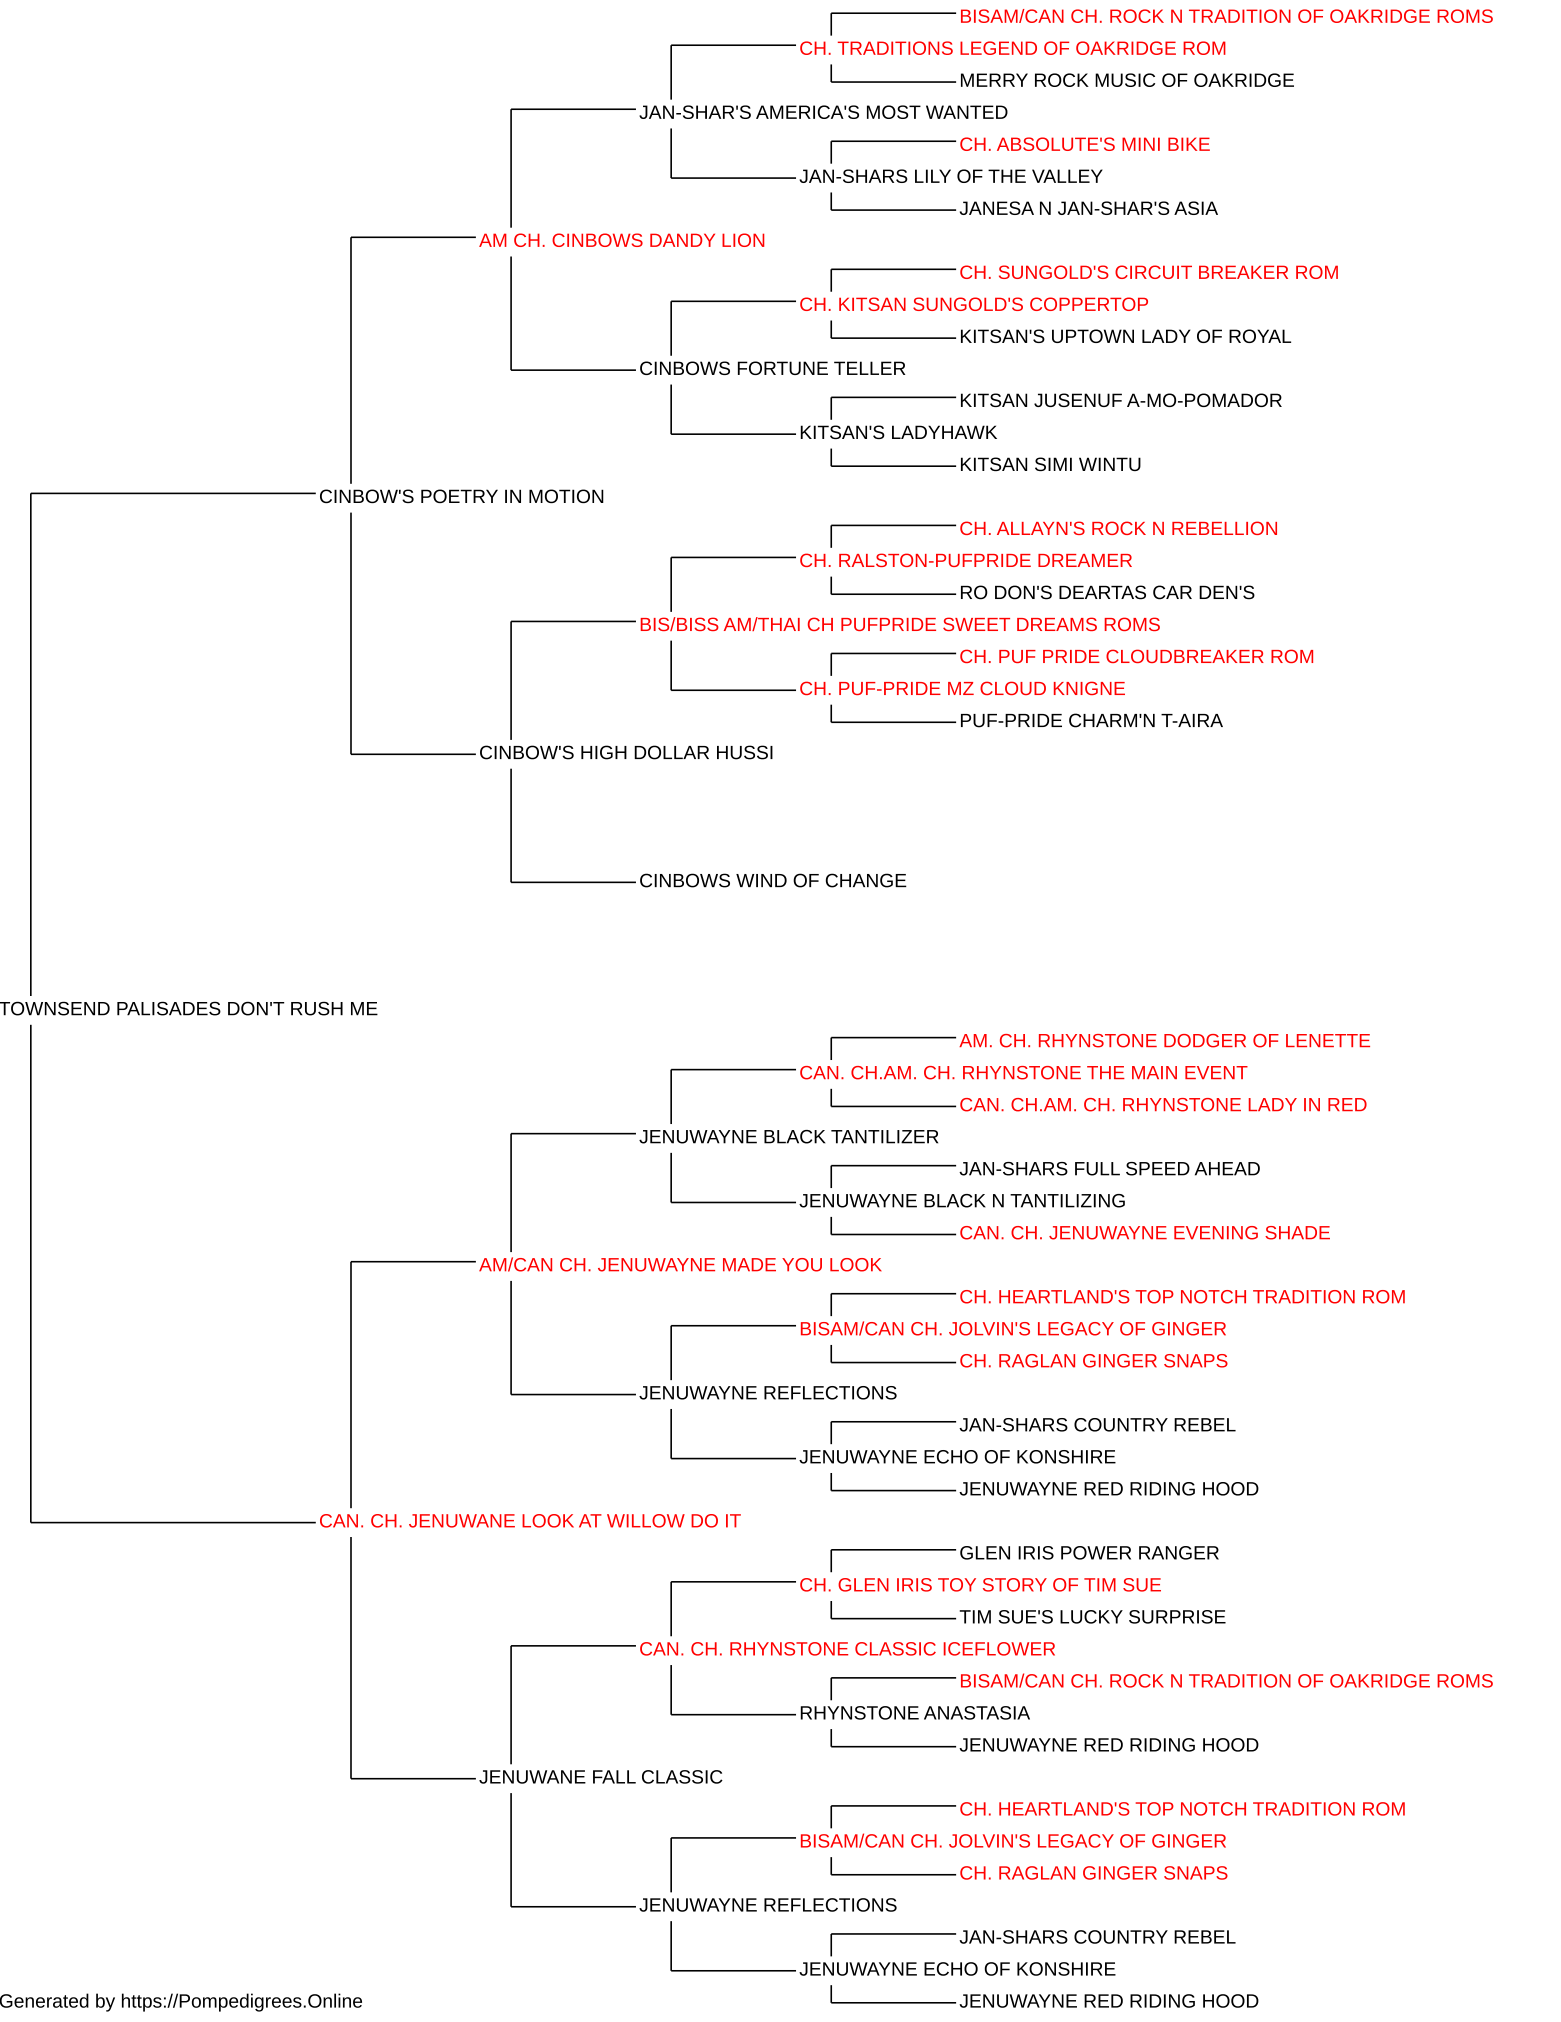 BISAM/CAN CH. ROCK N TRADITION OF OAKRIDGE ROMS
CH. TRADITIONS LEGEND OF OAKRIDGE ROM
MERRY ROCK MUSIC OF OAKRIDGE
JAN-SHAR'S AMERICA'S MOST WANTED
CH. ABSOLUTE'S MINI BIKE
JAN-SHARS LILY OF THE VALLEY
JANESA N JAN-SHAR'S ASIA
AM CH. CINBOWS DANDY LION
CH. SUNGOLD'S CIRCUIT BREAKER ROM
CH. KITSAN SUNGOLD'S COPPERTOP
KITSAN'S UPTOWN LADY OF ROYAL
CINBOWS FORTUNE TELLER
KITSAN JUSENUF A-MO-POMADOR
KITSAN'S LADYHAWK
KITSAN SIMI WINTU
CINBOW'S POETRY IN MOTION
CH. ALLAYN'S ROCK N REBELLION
CH. RALSTON-PUFPRIDE DREAMER
RO DON'S DEARTAS CAR DEN'S
BIS/BISS AM/THAI CH PUFPRIDE SWEET DREAMS ROMS
CH. PUF PRIDE CLOUDBREAKER ROM
CH. PUF-PRIDE MZ CLOUD KNIGNE
PUF-PRIDE CHARM'N T-AIRA
CINBOW'S HIGH DOLLAR HUSSI
CINBOWS WIND OF CHANGE
TOWNSEND PALISADES DON'T RUSH ME
AM. CH. RHYNSTONE DODGER OF LENETTE
CAN. CH.AM. CH. RHYNSTONE THE MAIN EVENT
CAN. CH.AM. CH. RHYNSTONE LADY IN RED
JENUWAYNE BLACK TANTILIZER
JAN-SHARS FULL SPEED AHEAD
JENUWAYNE BLACK N TANTILIZING
CAN. CH. JENUWAYNE EVENING SHADE
AM/CAN CH. JENUWAYNE MADE YOU LOOK
CH. HEARTLAND'S TOP NOTCH TRADITION ROM
BISAM/CAN CH. JOLVIN'S LEGACY OF GINGER
CH. RAGLAN GINGER SNAPS
JENUWAYNE REFLECTIONS
JAN-SHARS COUNTRY REBEL
JENUWAYNE ECHO OF KONSHIRE
JENUWAYNE RED RIDING HOOD
CAN. CH. JENUWANE LOOK AT WILLOW DO IT
GLEN IRIS POWER RANGER
CH. GLEN IRIS TOY STORY OF TIM SUE
TIM SUE'S LUCKY SURPRISE
CAN. CH. RHYNSTONE CLASSIC ICEFLOWER
BISAM/CAN CH. ROCK N TRADITION OF OAKRIDGE ROMS
RHYNSTONE ANASTASIA
JENUWAYNE RED RIDING HOOD
JENUWANE FALL CLASSIC
CH. HEARTLAND'S TOP NOTCH TRADITION ROM
BISAM/CAN CH. JOLVIN'S LEGACY OF GINGER
CH. RAGLAN GINGER SNAPS
JENUWAYNE REFLECTIONS
JAN-SHARS COUNTRY REBEL
JENUWAYNE ECHO OF KONSHIRE
JENUWAYNE RED RIDING HOOD
Generated by https://Pompedigrees.Online